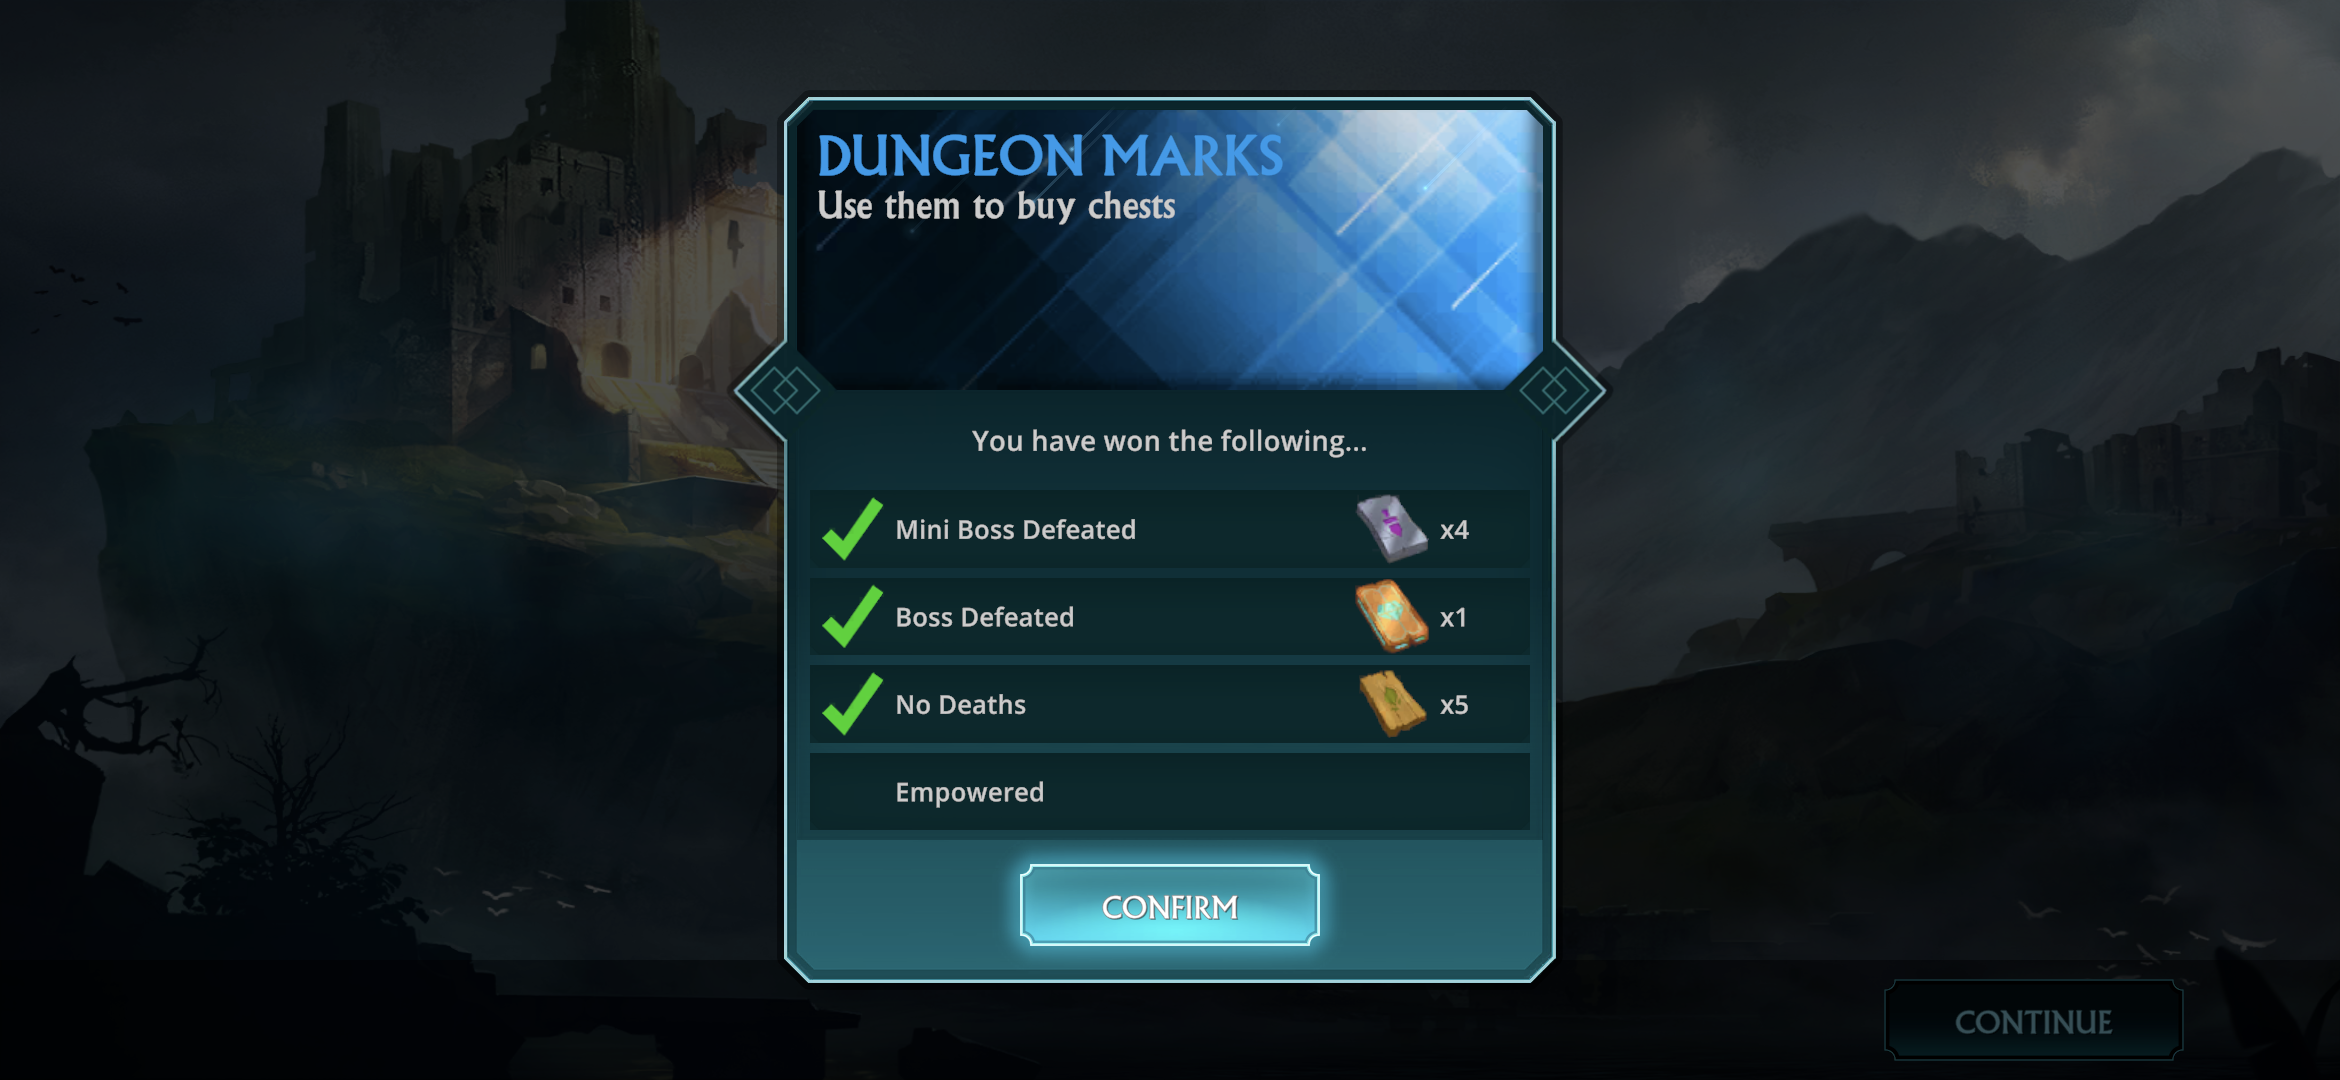 DUNGEON MARKS
Use them to buy chests
You have won the following...
Mini Boss Defeated x4
Boss Defeated x1
No Deaths x5
Empowered
CONFIRM
CONTINUE